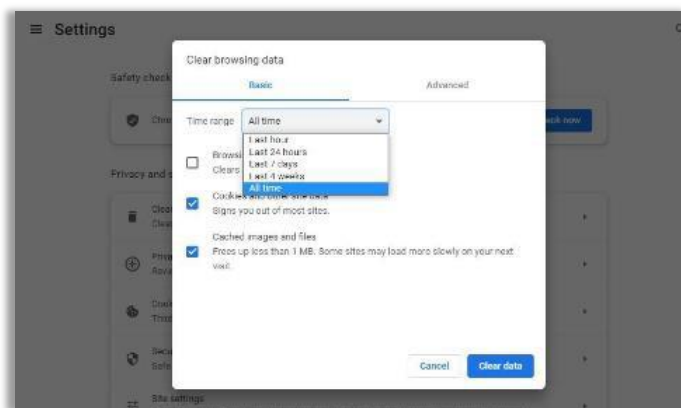 Settings
Safety check
Clear browsing data
Basic
Advanced
Time range
All time
Last hour
Last 24 hours
Last 7 days
Last 4 weeks
All time
Browsi
Clears
Cookies and other site data
Signs you out of most sites.
Cached images and files
Frees up less than 1 MB. Some sites may load more slowly on your next
visit.
Cancel
Clear data
Privacy and s
Site settings